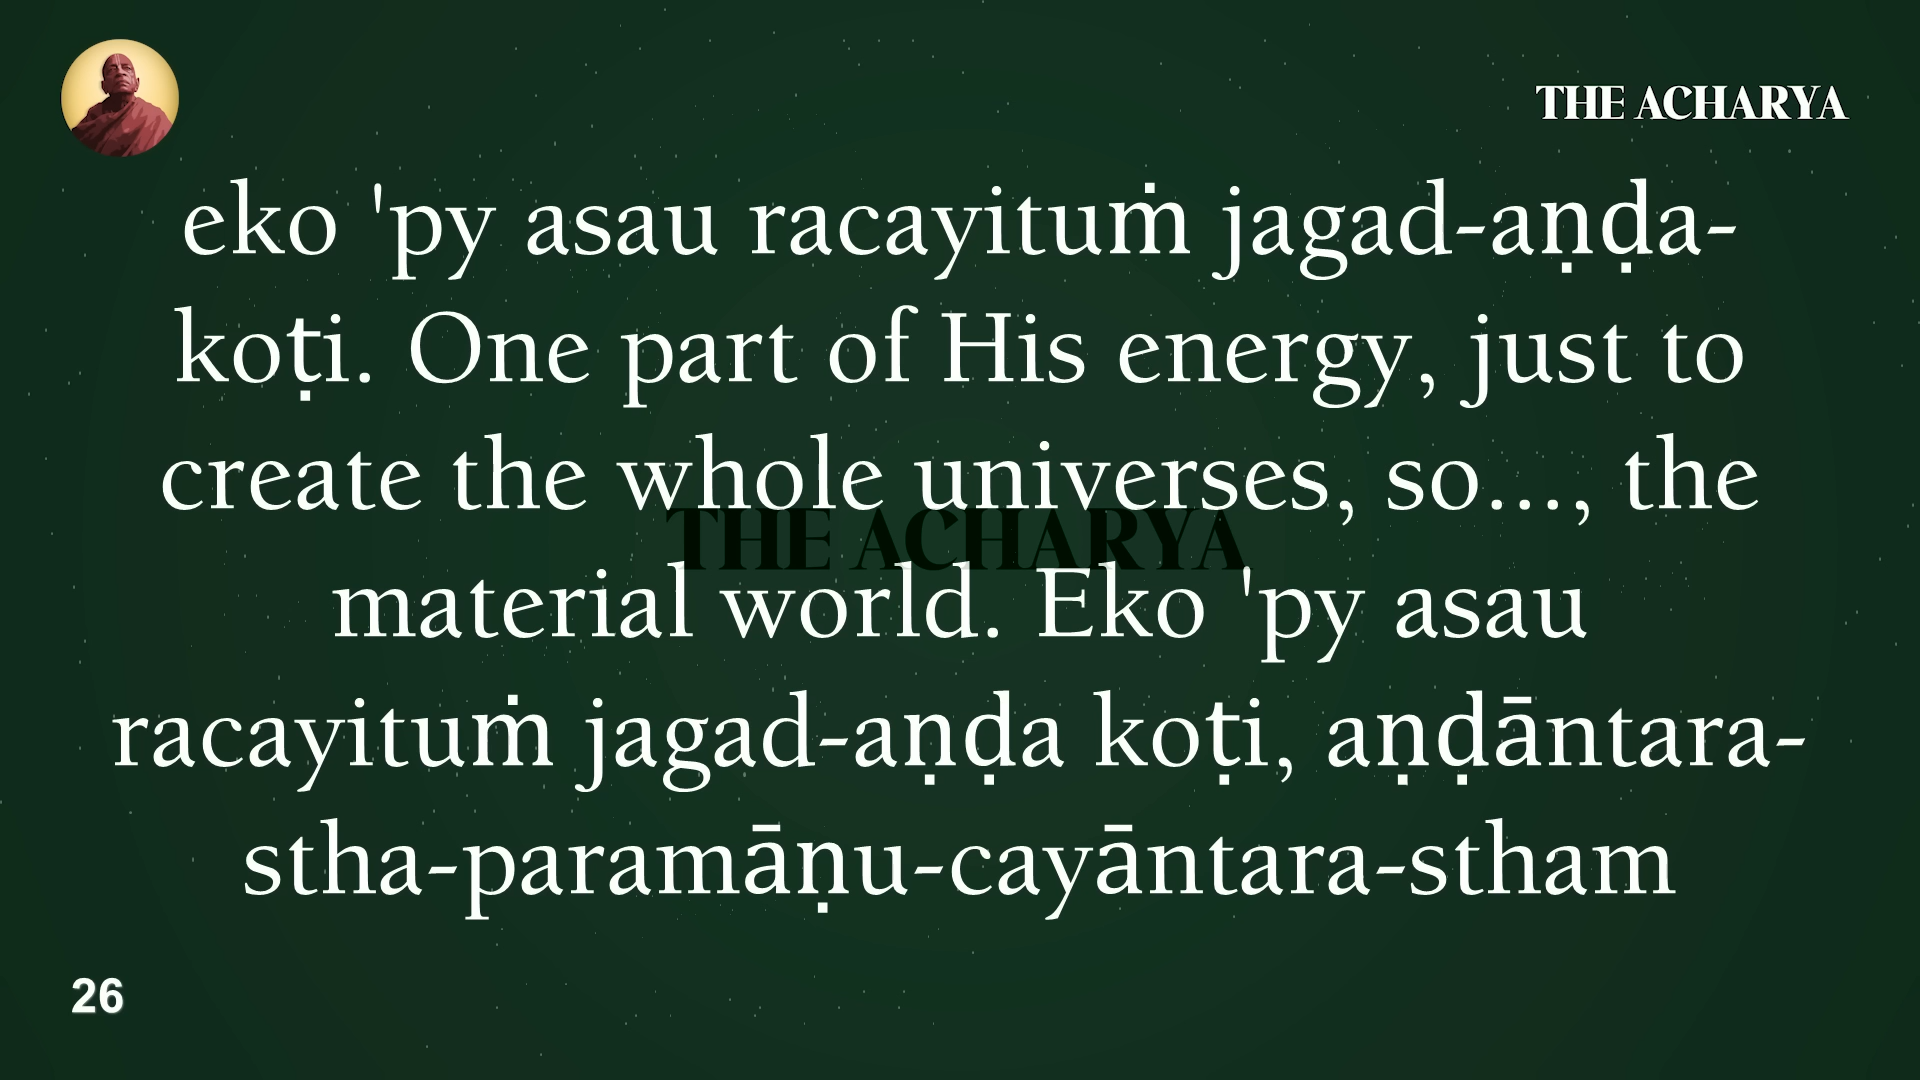 THE ACHARYA
eko 'py asau racayituṁ jagad-aṇḍa-
koṭi. One part of His energy, just to
create the whole universes, so..., the
THE ACHARYA
material world. Eko 'py asau
racayituṁ jagad-aṇḍa koṭi, aṇḍāntara-
stha-paramāṇu-cayāntara-stham
26